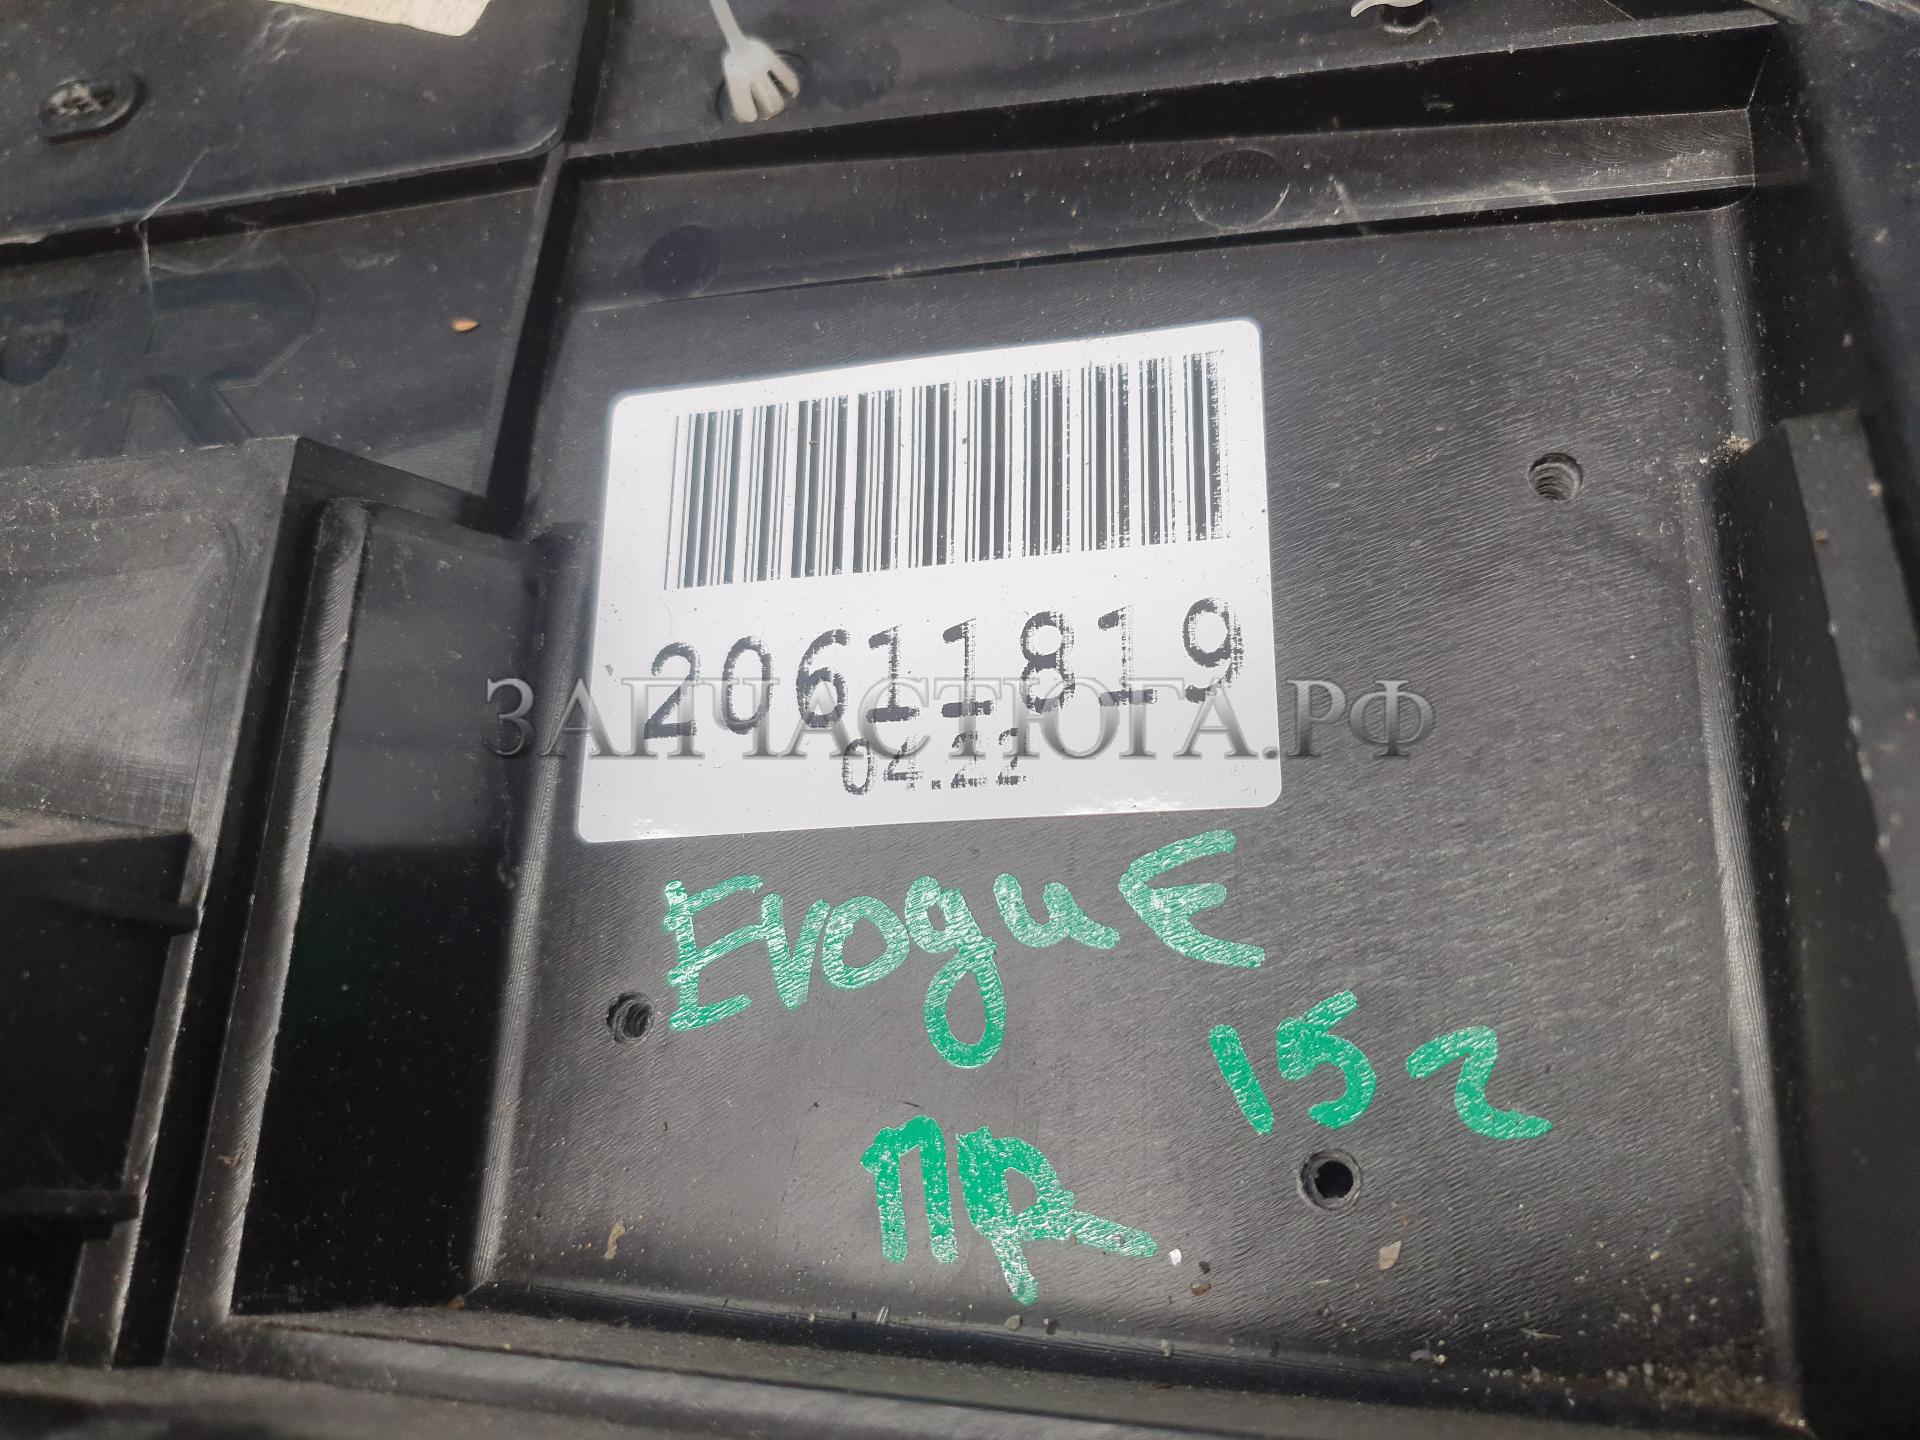 R
20611819
ЗАПЧАСТЮГА.РФ
04.22
EvoguE
15г
ПР